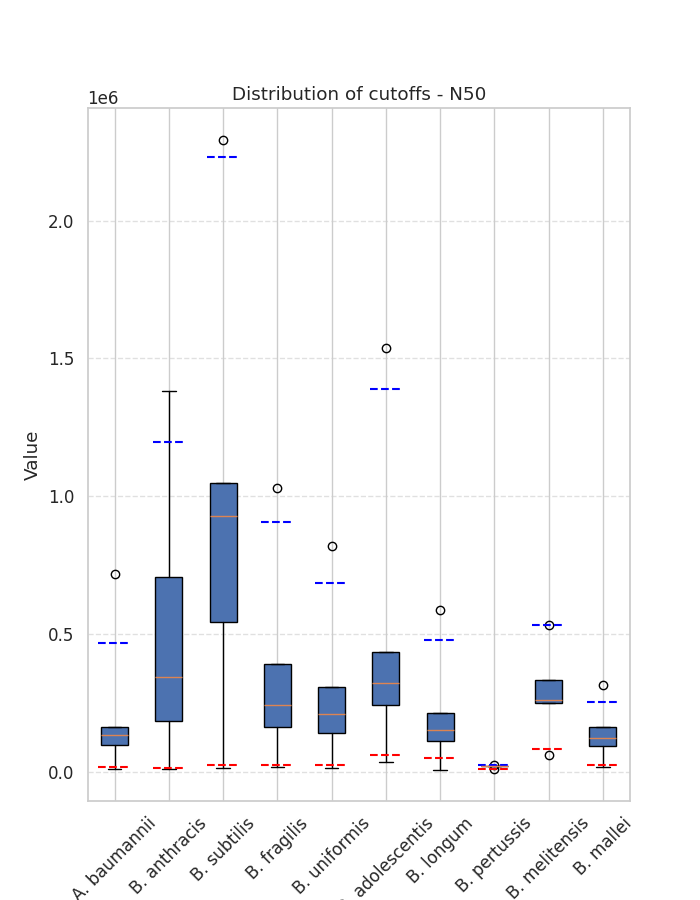 Distribution of cutoffs - N50
1e6
Value
2.0
1.5
1.0
0.5
0.0
A. baumannii
B. anthracis
B. subtilis
B. fragilis
B. uniformis
adolescentis
B. longum
B. pertussis
B. melitensis
B. mallei